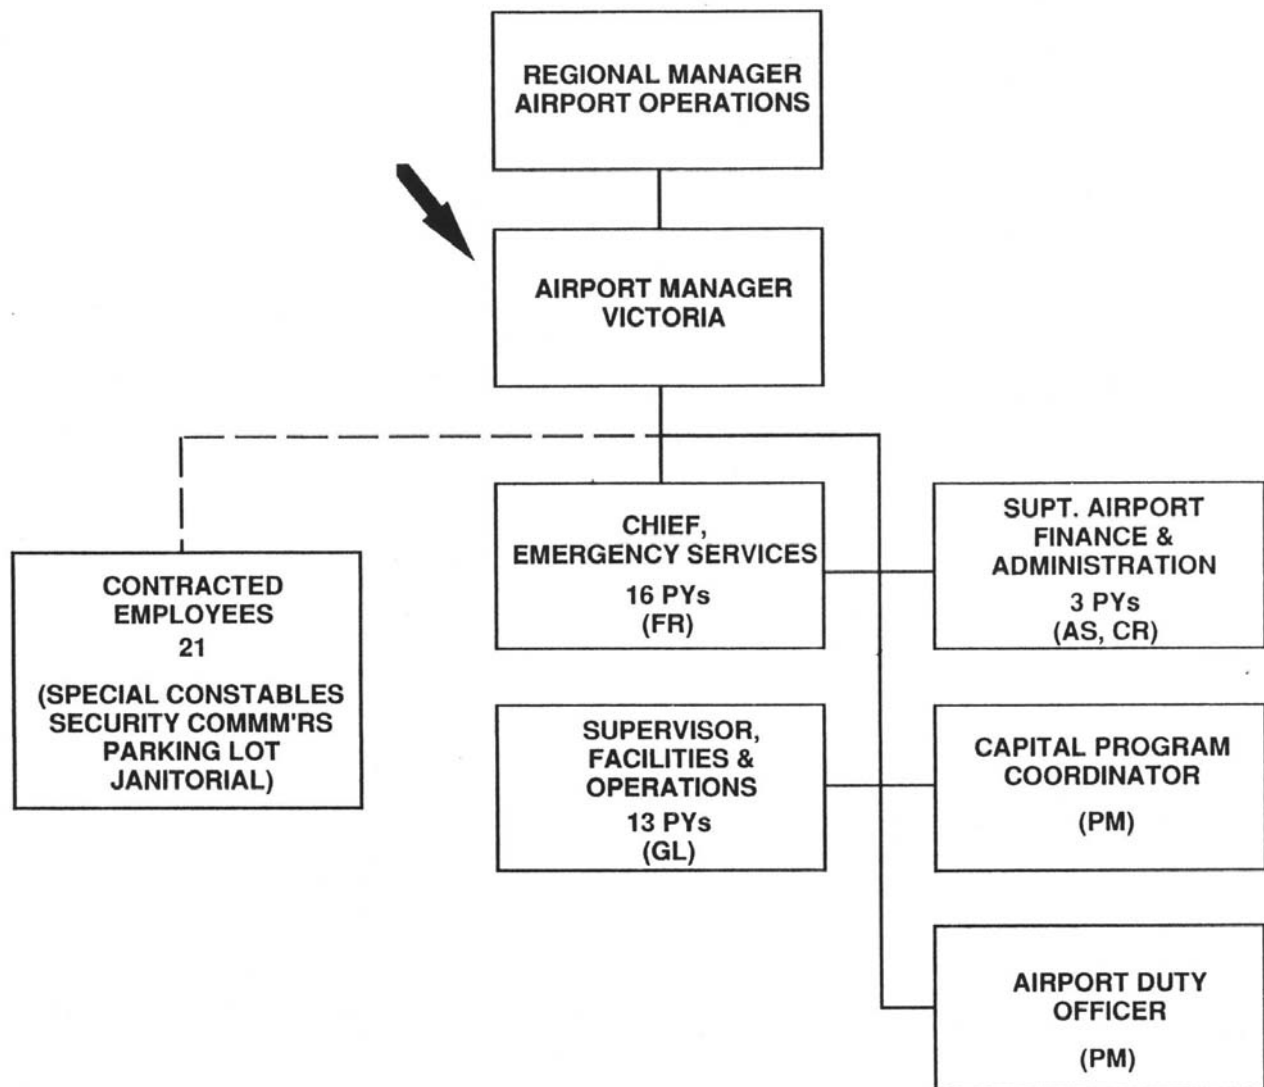 REGIONAL MANAGER
AIRPORT OPERATIONS
AIRPORT MANAGER
VICTORIA
CONTRACTED
EMPLOYEES
21
(SPECIAL CONSTABLES
SECURITY COMMM'RS
PARKING LOT
JANITORIAL)
CHIEF,
EMERGENCY SERVICES
16 PYs
(FR)
SUPT. AIRPORT
FINANCE &
ADMINISTRATION
3 PYs
(AS, CR)
SUPERVISOR,
FACILITIES &
OPERATIONS
13 PYs
(GL)
CAPITAL PROGRAM
COORDINATOR
(PM)
AIRPORT DUTY
OFFICER
(PM)